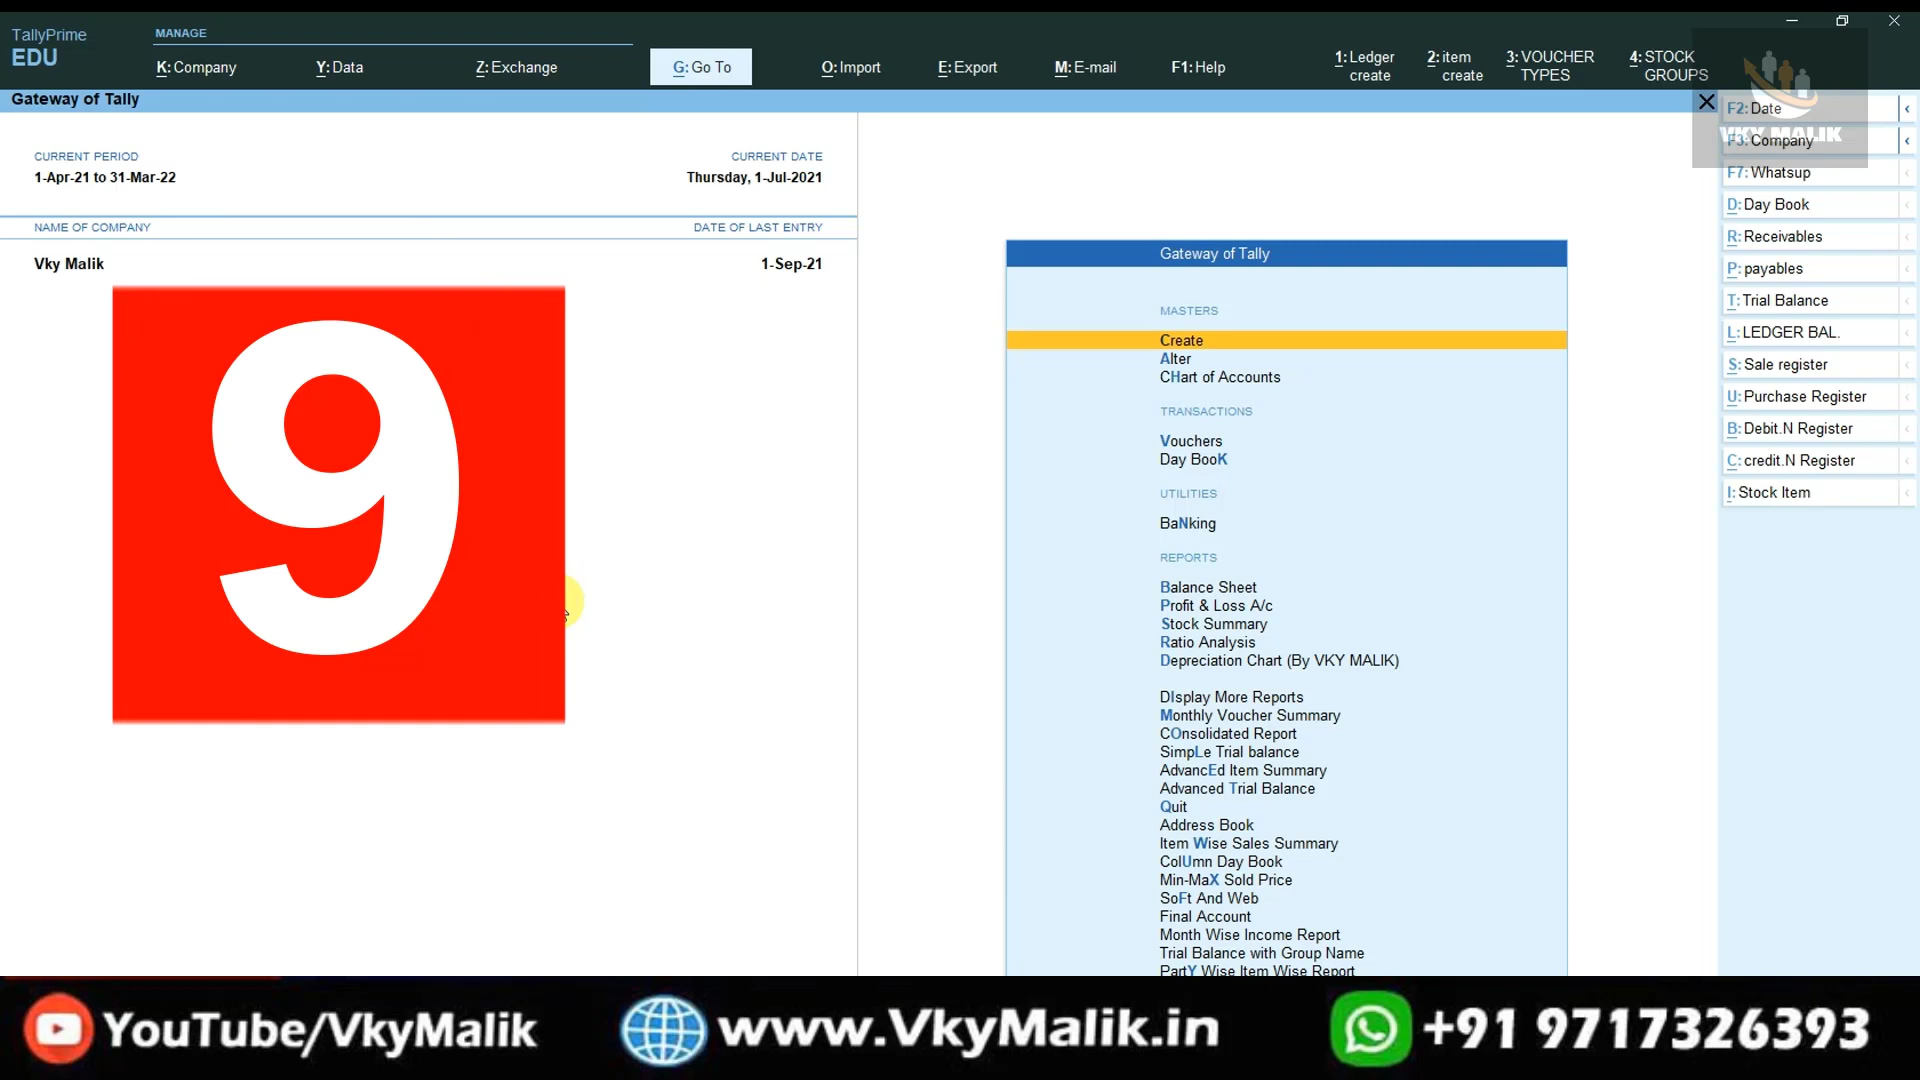 TallyPrime
EDU
MANAGE
K: Company
Y: Data
Z: Exchange
G: Go To
O: Import
E: Export
M: E-mail
F1: Help
1: Ledger create
2: item create
3: VOUCHER TYPES
4: STOCK GROUPS
Gateway of Tally
CURRENT PERIOD
CURRENT DATE
1-Apr-21 to 31-Mar-22
Thursday, 1-Jul-2021
NAME OF COMPANY
DATE OF LAST ENTRY
Vky Malik
1-Sep-21
9
Gateway of Tally
MASTERS
Create
Alter
CHart of Accounts
TRANSACTIONS
Vouchers
Day BooK
UTILITIES
BaNking
REPORTS
Balance Sheet
Profit & Loss A/c
Stock Summary
Ratio Analysis
Depreciation Chart (By VKY MALIK)
DIsplay More Reports
Monthly Voucher Summary
COnsolidated Report
SimpLe Trial balance
AdvancEd Item Summary
Advanced Trial Balance
Quit
Address Book
Item Wise Sales Summary
ColUmn Day Book
Min-MaX Sold Price
SoFt And Web
Final Account
Month Wise Income Report
Trial Balance with Group Name
PartY Wise Item Wise Report
VKY MALIK
F2: Date
F3: Company
F7: Whatsup
D: Day Book
R: Receivables
P: payables
T: Trial Balance
L: LEDGER BAL.
S: Sale register
U: Purchase Register
B: Debit.N Register
C: credit.N Register
I: Stock Item
YouTube/VkyMalik
www.VkyMalik.in
+91 9717326393